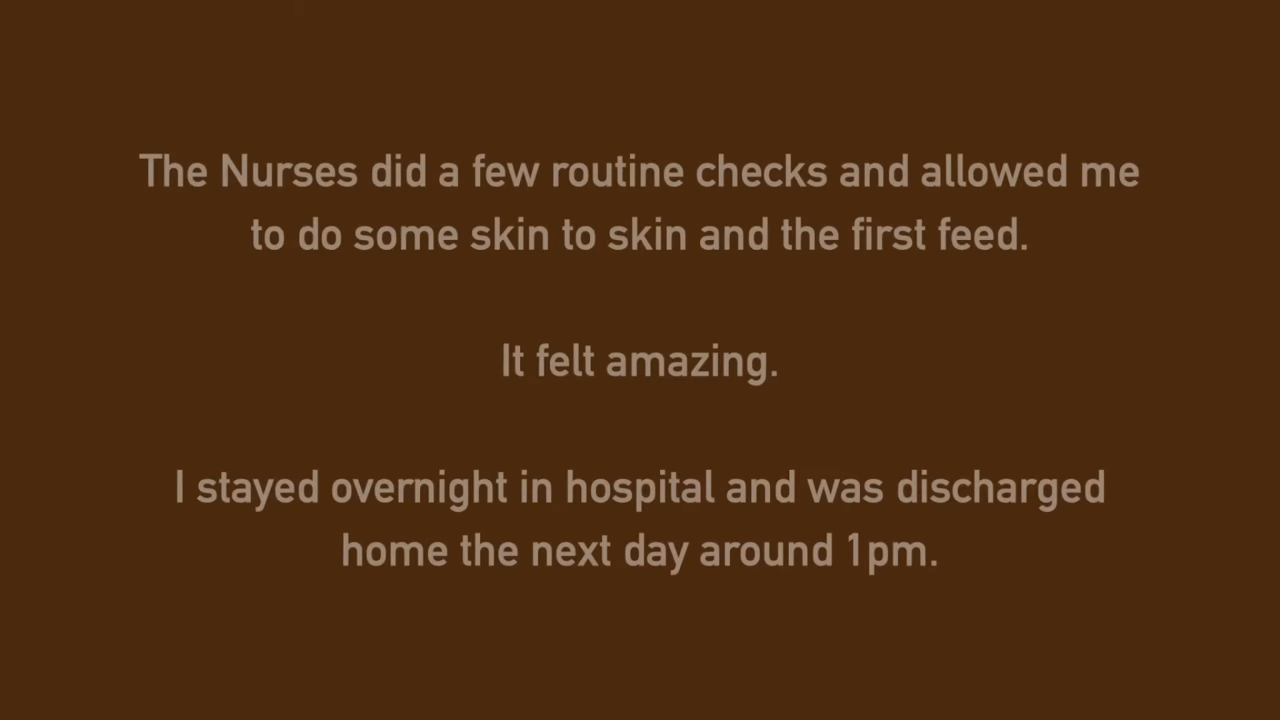 The Nurses did a few routine checks and allowed me
to do some skin to skin and the first feed.
It felt amazing.
I stayed overnight in hospital and was discharged
home the next day around 1pm.